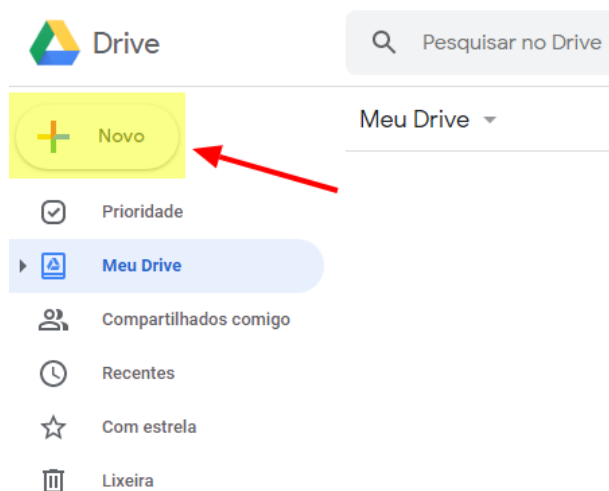 Drive
Pesquisar no Drive
Novo
Meu Drive
Prioridade
Meu Drive
Compartilhados comigo
Recentes
Com estrela
Lixeira